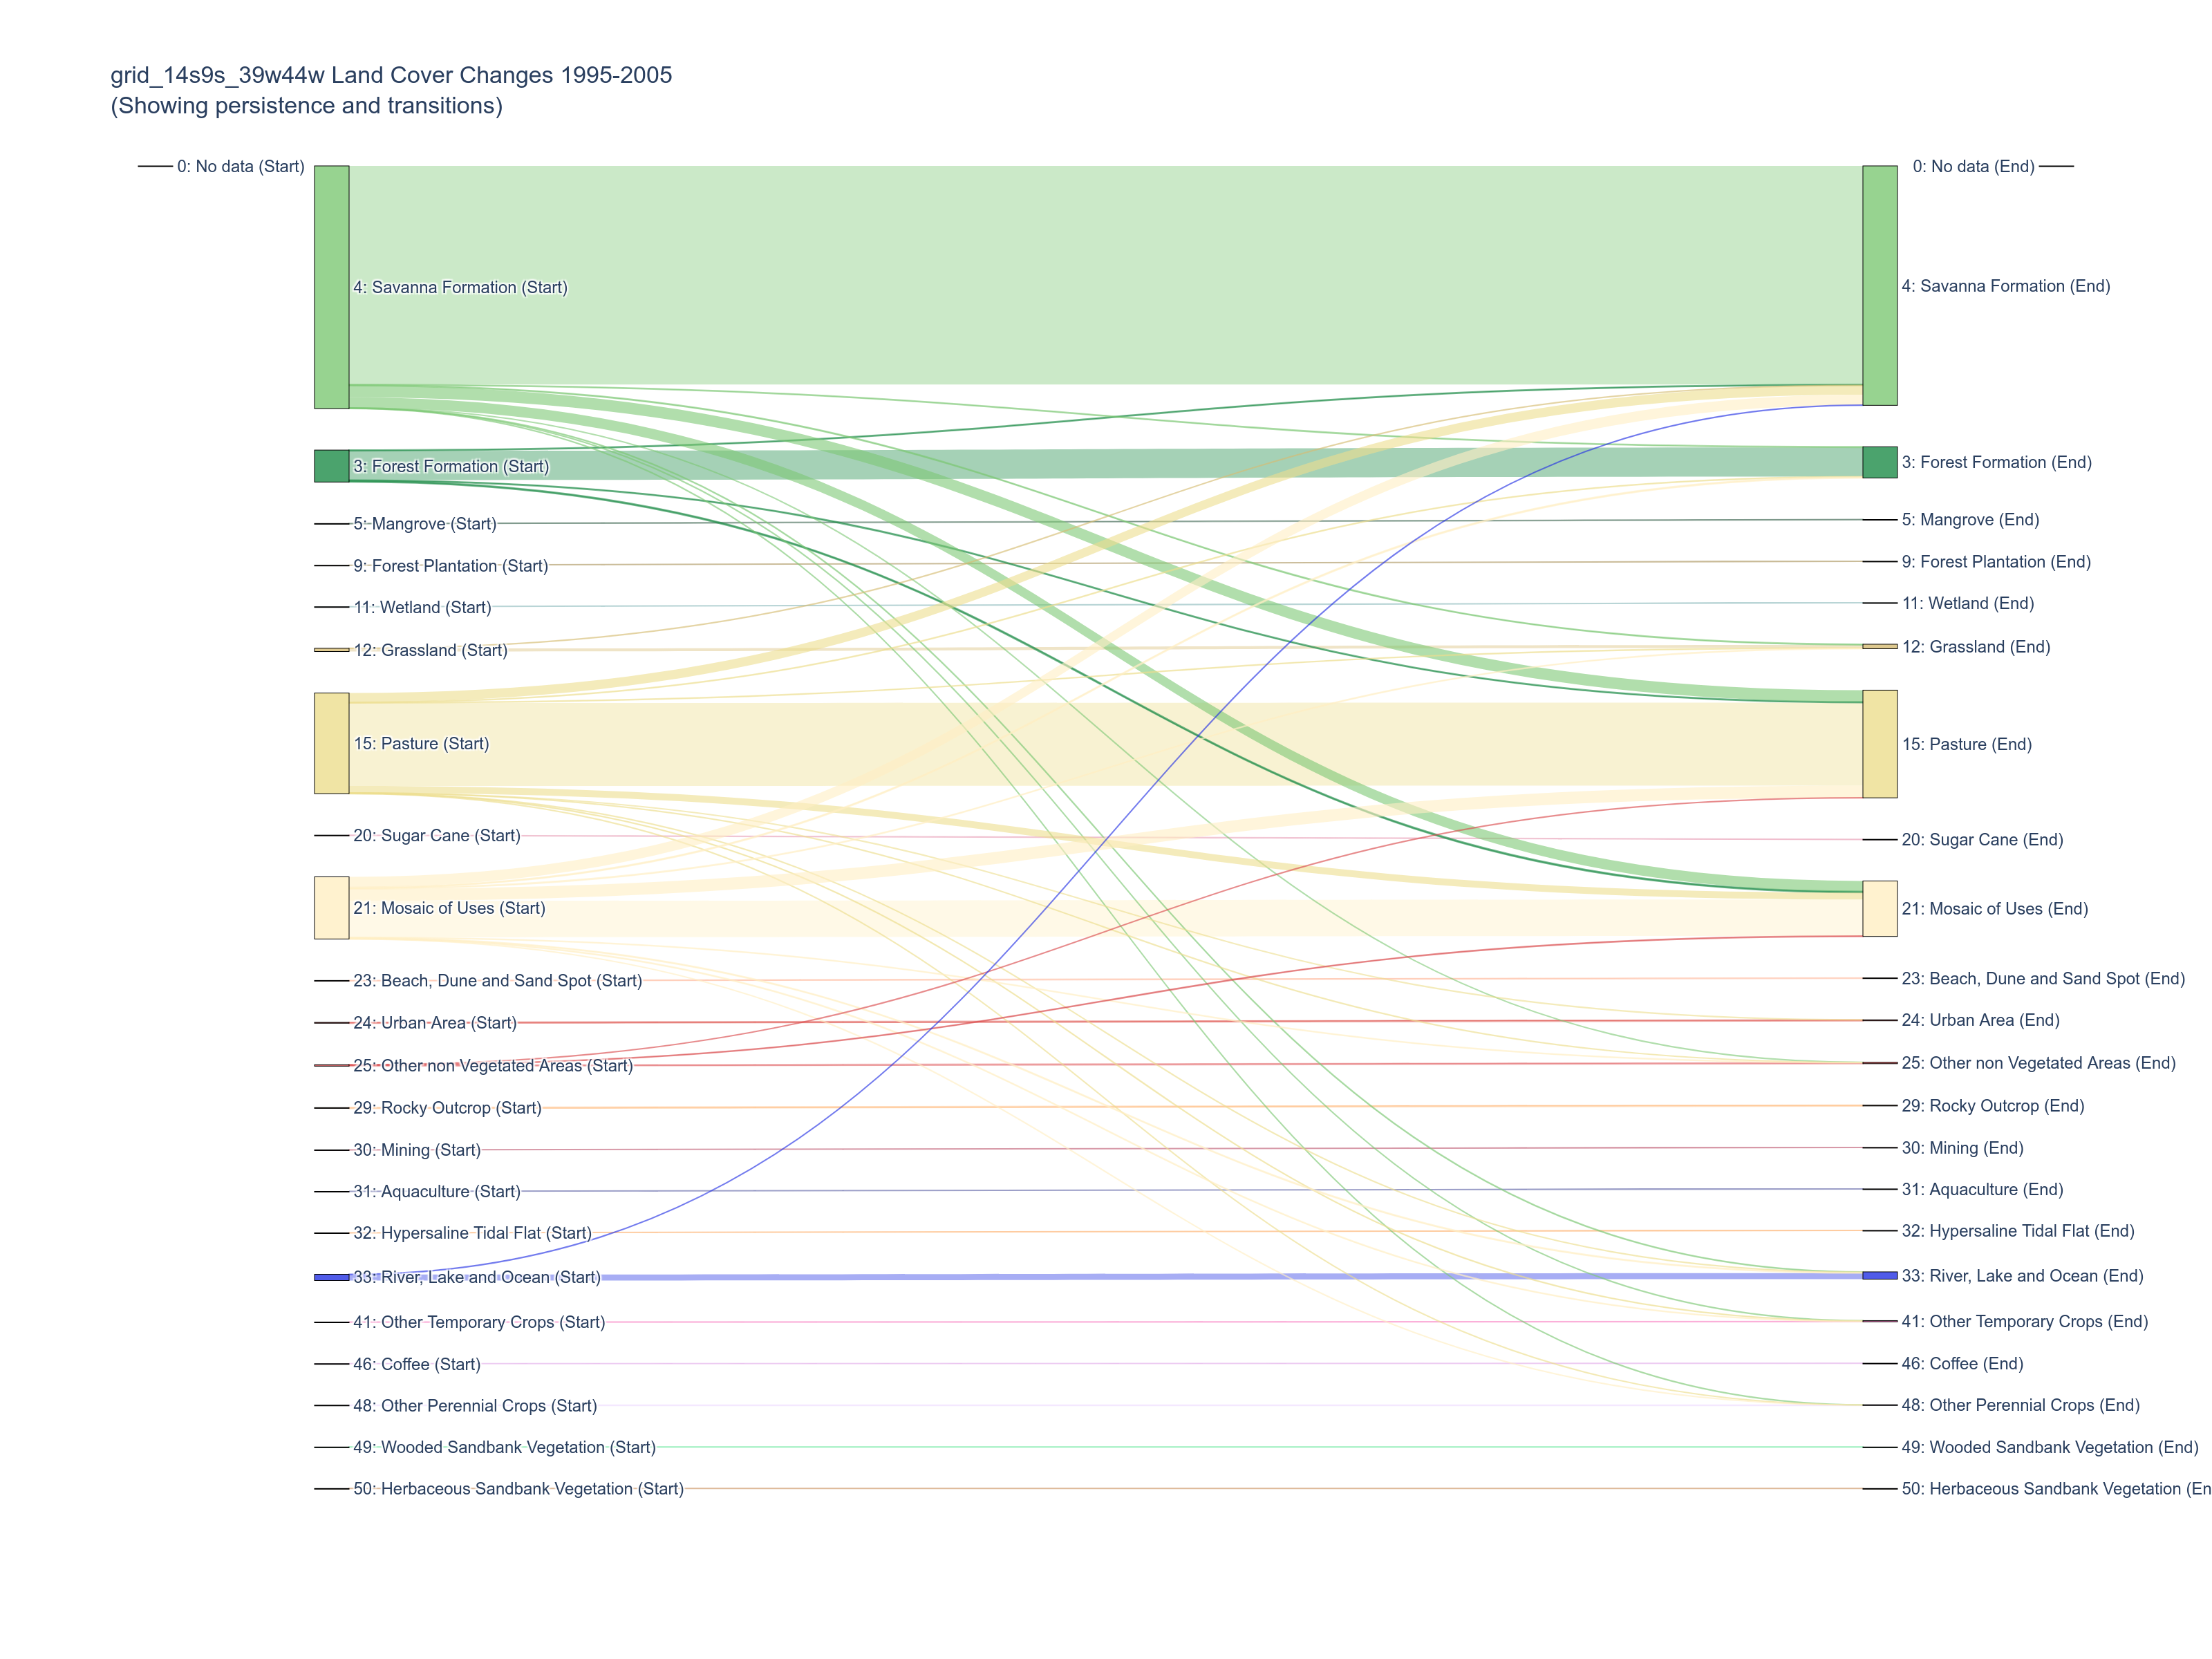 grid_14s9s_39w44w Land Cover Changes 1995-2005
(Showing persistence and transitions)
0: No data (Start)
0: No data (End)
4: Savanna Formation (Start)
4: Savanna Formation (End)
3: Forest Formation (Start)
3: Forest Formation (End)
5: Mangrove (Start)
5: Mangrove (End)
9: Forest Plantation (Start)
9: Forest Plantation (End)
11: Wetland (Start)
11: Wetland (End)
12: Grassland (Start)
12: Grassland (End)
15: Pasture (Start)
15: Pasture (End)
20: Sugar Cane (Start)
20: Sugar Cane (End)
21: Mosaic of Uses (Start)
21: Mosaic of Uses (End)
23: Beach, Dune and Sand Spot (Start)
23: Beach, Dune and Sand Spot (End)
24: Urban Area (Start)
24: Urban Area (End)
25: Other non Vegetated Areas (Start)
25: Other non Vegetated Areas (End)
29: Rocky Outcrop (Start)
29: Rocky Outcrop (End)
30: Mining (Start)
30: Mining (End)
31: Aquaculture (Start)
31: Aquaculture (End)
32: Hypersaline Tidal Flat (Start)
32: Hypersaline Tidal Flat (End)
33: River, Lake and Ocean (Start)
33: River, Lake and Ocean (End)
41: Other Temporary Crops (Start)
41: Other Temporary Crops (End)
46: Coffee (Start)
46: Coffee (End)
48: Other Perennial Crops (Start)
48: Other Perennial Crops (End)
49: Wooded Sandbank Vegetation (Start)
49: Wooded Sandbank Vegetation (End)
50: Herbaceous Sandbank Vegetation (Start)
50: Herbaceous Sandbank Vegetation (En